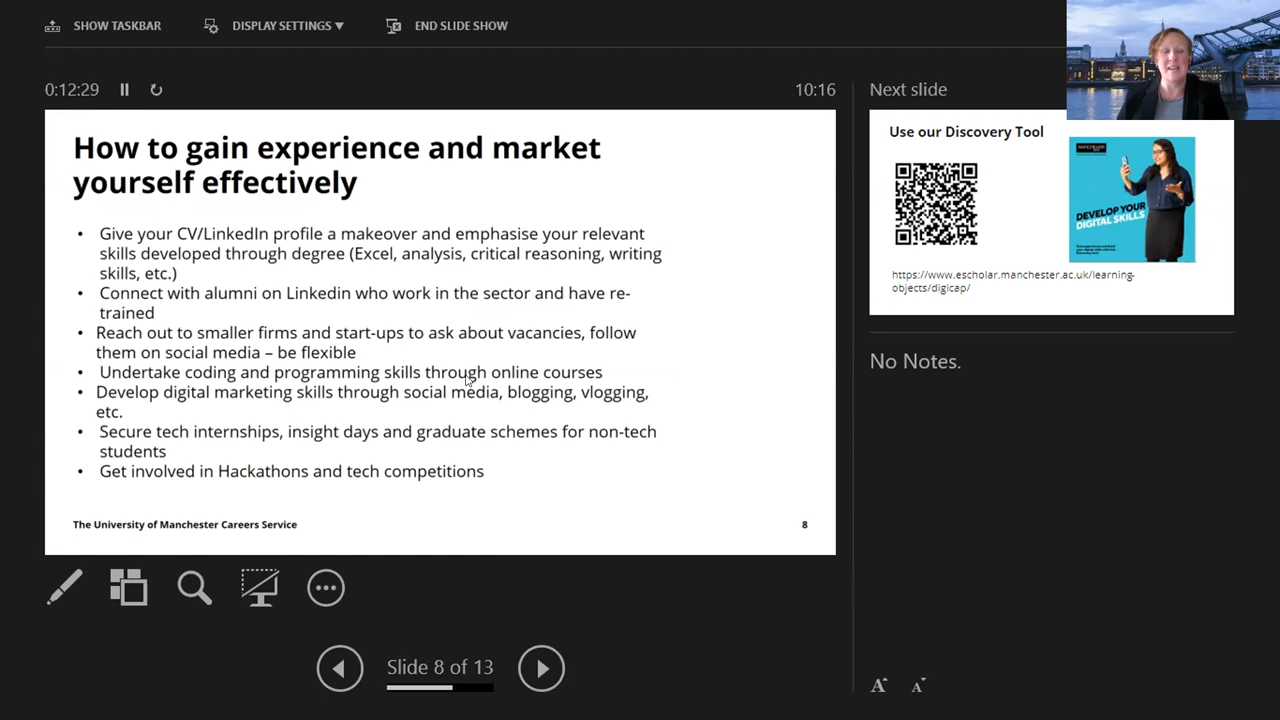 SHOW TASKBAR
DISPLAY SETTINGS ▼
END SLIDE SHOW
0:12:29
10:16
Next slide
How to gain experience and market
yourself effectively
• Give your CV/LinkedIn profile a makeover and emphasise your relevant
skills developed through degree (Excel, analysis, critical reasoning, writing
skills, etc.)
• Connect with alumni on Linkedin who work in the sector and have re-
trained
• Reach out to smaller firms and start-ups to ask about vacancies, follow
them on social media – be flexible
• Undertake coding and programming skills through online courses
• Develop digital marketing skills through social media, blogging, vlogging,
etc.
• Secure tech internships, insight days and graduate schemes for non-tech
students
• Get involved in Hackathons and tech competitions
The University of Manchester Careers Service
8
Use our Discovery Tool
MANCHESTER
DEVELOP YOUR
DIGITAL SKILLS
https://www.escholar.manchester.ac.uk/learning-
objects/digicap/
No Notes.
Slide 8 of 13
A A